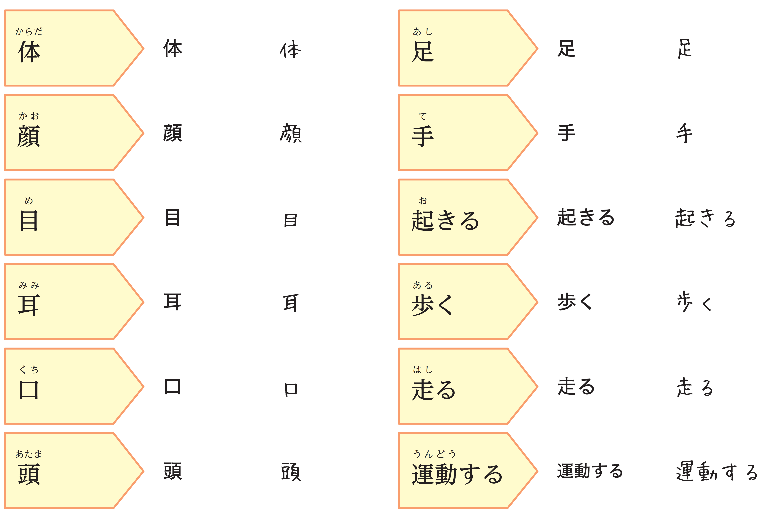 からだ
体 体 体
かお
顔 顔 顔
め
目 目 目
みみ
耳 耳 耳
くち
口 口 口
あたま
頭 頭 頭
あし
足 足 足
て
手 手 手
お
起きる 起きる 起きる
ある
歩く 歩く 歩く
はし
走る 走る 走る
うんどう
運動する 運動する 運動する